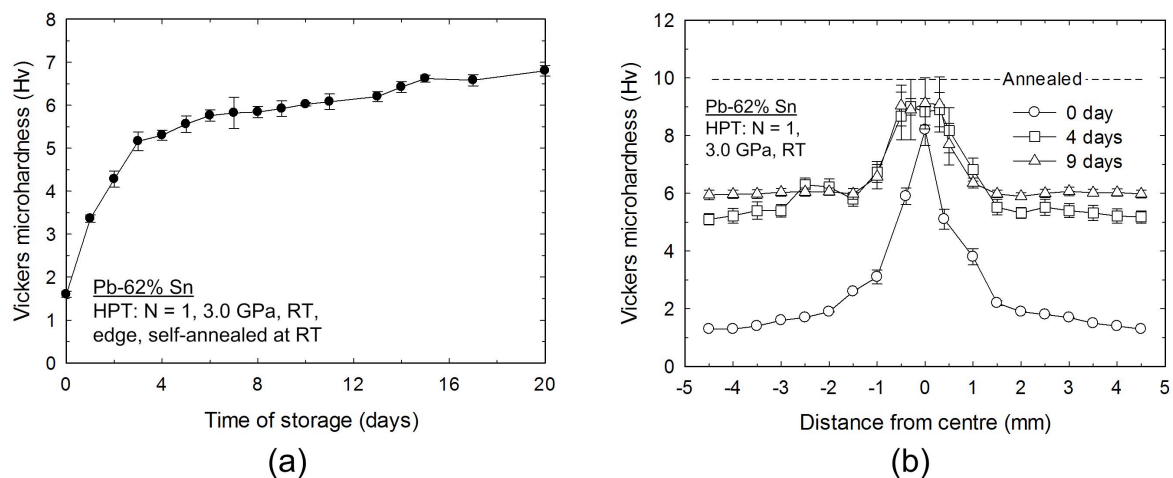 8
7
6
5
4
3
2
1
0
Vickers microhardness (Hv)
Pb-62% Sn
HPT: N = 1, 3.0 GPa, RT,
edge, self-annealed at RT
0 4 8 12 16 20
Time of storage (days)
(a)
12
10
8
6
4
2
0
Vickers microhardness (Hv)
Annealed
Pb-62% Sn
HPT: N = 1,
3.0 GPa, RT
0 day
4 days
9 days
-5 -4 -3 -2 -1 0 1 2 3 4 5
Distance from centre (mm)
(b)